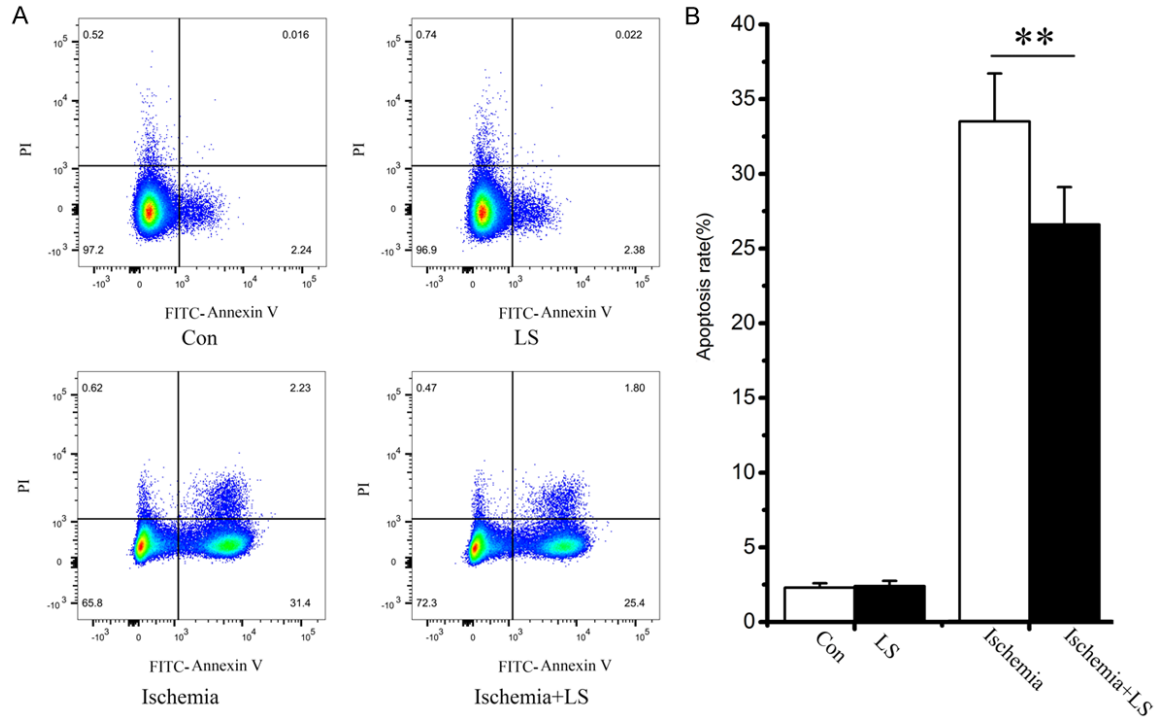 A
0.52 0.016
10^5
10^4
PI
10^3
0
-10^3
97.2 2.24
-10^3 0 10^3 10^4 10^5
FITC- Annexin V
Con
0.74 0.022
10^5
10^4
PI
10^3
0
-10^3
96.9 2.38
-10^3 0 10^3 10^4 10^5
FITC- Annexin V
LS
0.62 2.23
10^5
10^4
PI
10^3
0
-10^3
65.8 31.4
-10^3 0 10^3 10^4 10^5
FITC- Annexin V
Ischemia
0.47 1.80
10^5
10^4
PI
10^3
0
-10^3
72.3 25.4
-10^3 0 10^3 10^4 10^5
FITC- Annexin V
Ischemia+LS
B
40
35
30
25
20
15
10
5
0
Apoptosis rate(%)
**
Con LS Ischemia Ischemia+LS